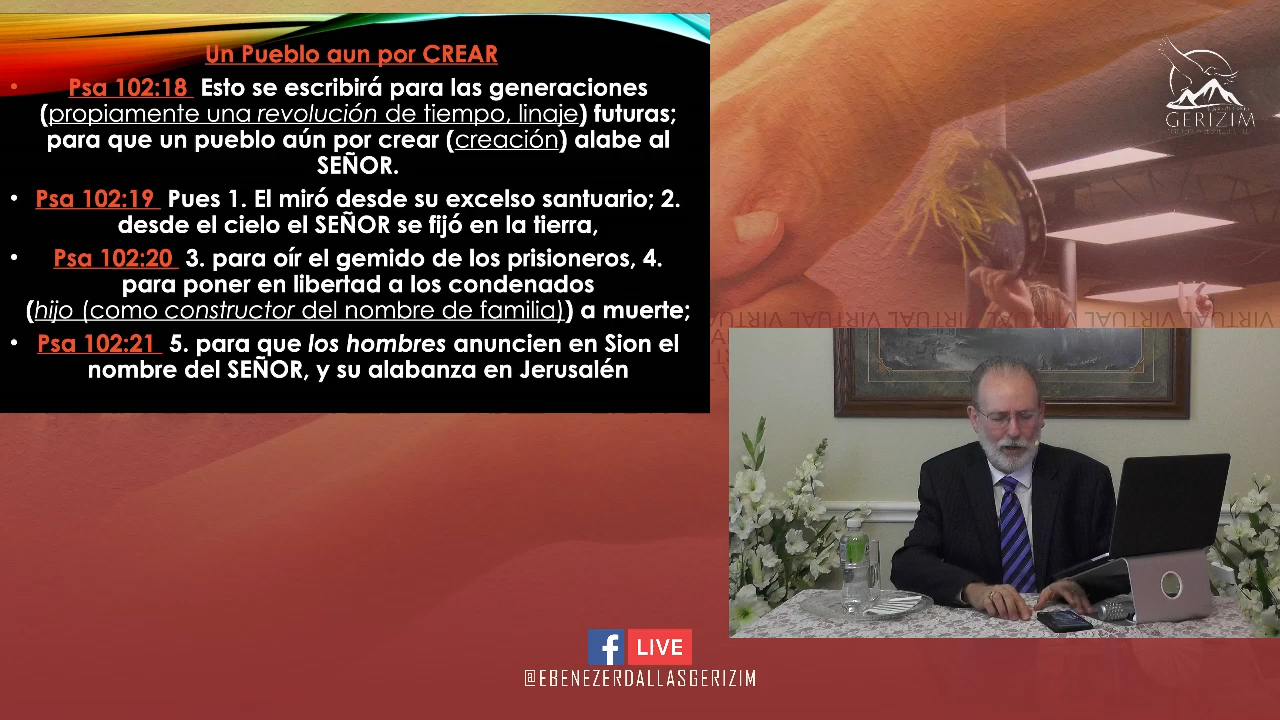 Un Pueblo aun por CREAR
• Psa 102:18 Esto se escribirá para las generaciones
(propiamente una revolución de tiempo, linaje) futuras;
para que un pueblo aún por crear (creación) alabe al
SEÑOR.
• Psa 102:19 Pues 1. El miró desde su excelso santuario; 2.
desde el cielo el SEÑOR se fijó en la tierra,
• Psa 102:20 3. para oír el gemido de los prisioneros, 4.
para poner en libertad a los condenados
(hijo (como constructor del nombre de familia)) a muerte;
• Psa 102:21 5. para que los hombres anuncien en Sion el
nombre del SEÑOR, y su alabanza en Jerusalén
GERIZIM
VIRTUAL VIRTUAL VIRTUAL VIRTUAL
f LIVE
@EBENEZERDALLASGERIZIM